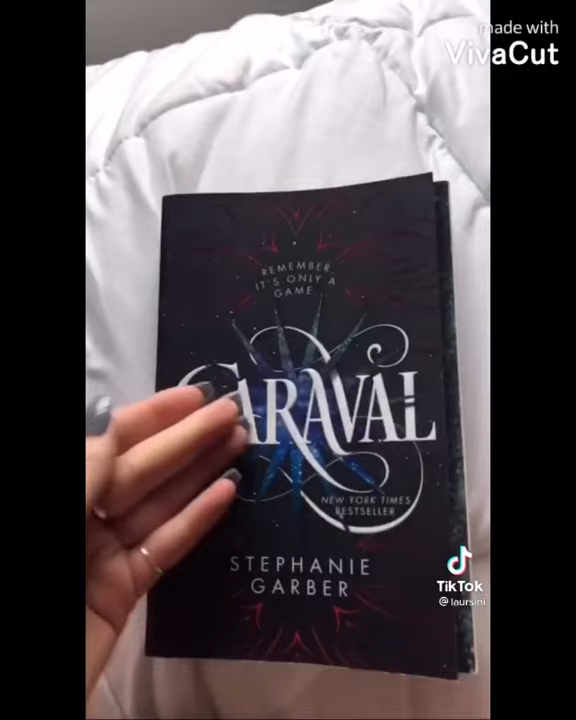 made with
VivaCut
REMEMBER,
IT'S ONLY A
GAME
CARAVAL
NEW YORK TIMES
BESTSELLER
STEPHANIE
GARBER
TikTok
@laursini